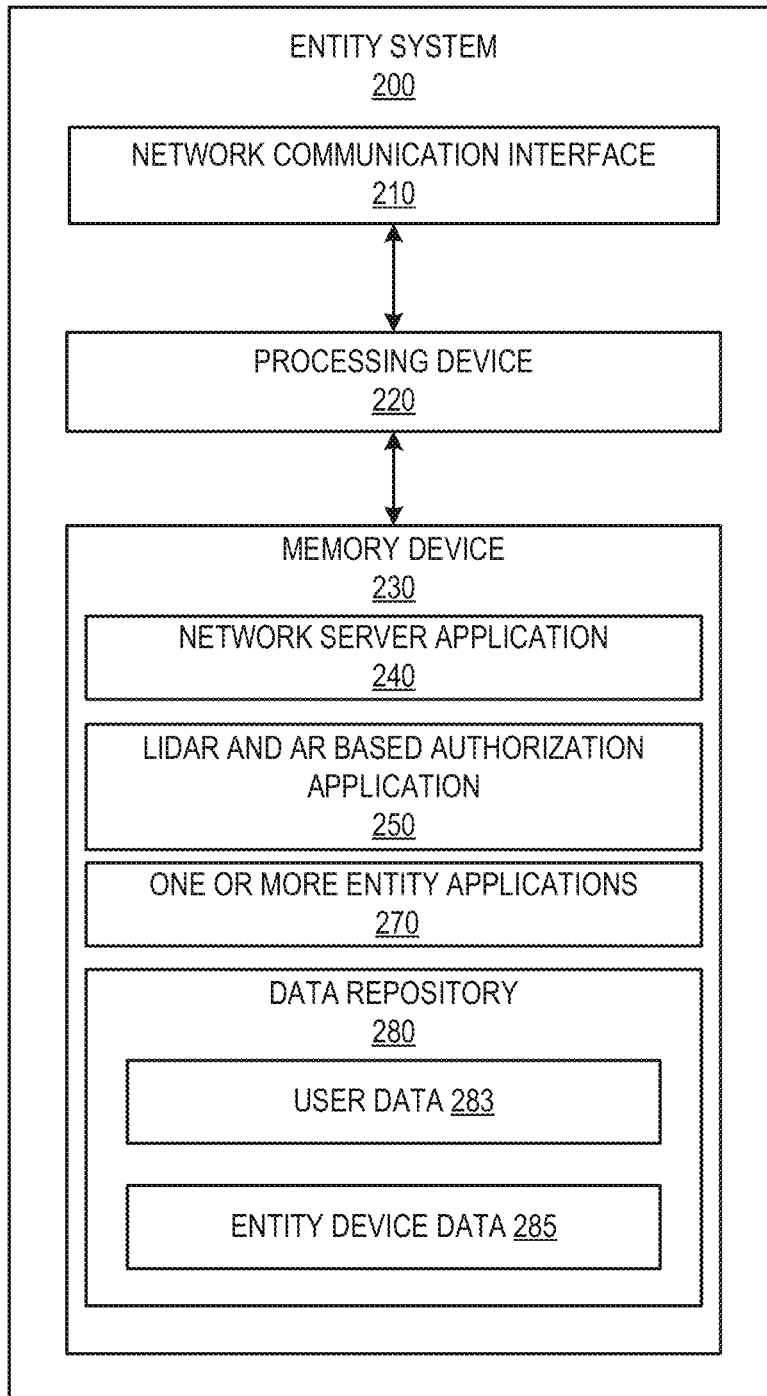 ENTITY SYSTEM
200
NETWORK COMMUNICATION INTERFACE
210
PROCESSING DEVICE
220
MEMORY DEVICE
230
NETWORK SERVER APPLICATION
240
LIDAR AND AR BASED AUTHORIZATION
APPLICATION
250
ONE OR MORE ENTITY APPLICATIONS
270
DATA REPOSITORY
280
USER DATA 283
ENTITY DEVICE DATA 285